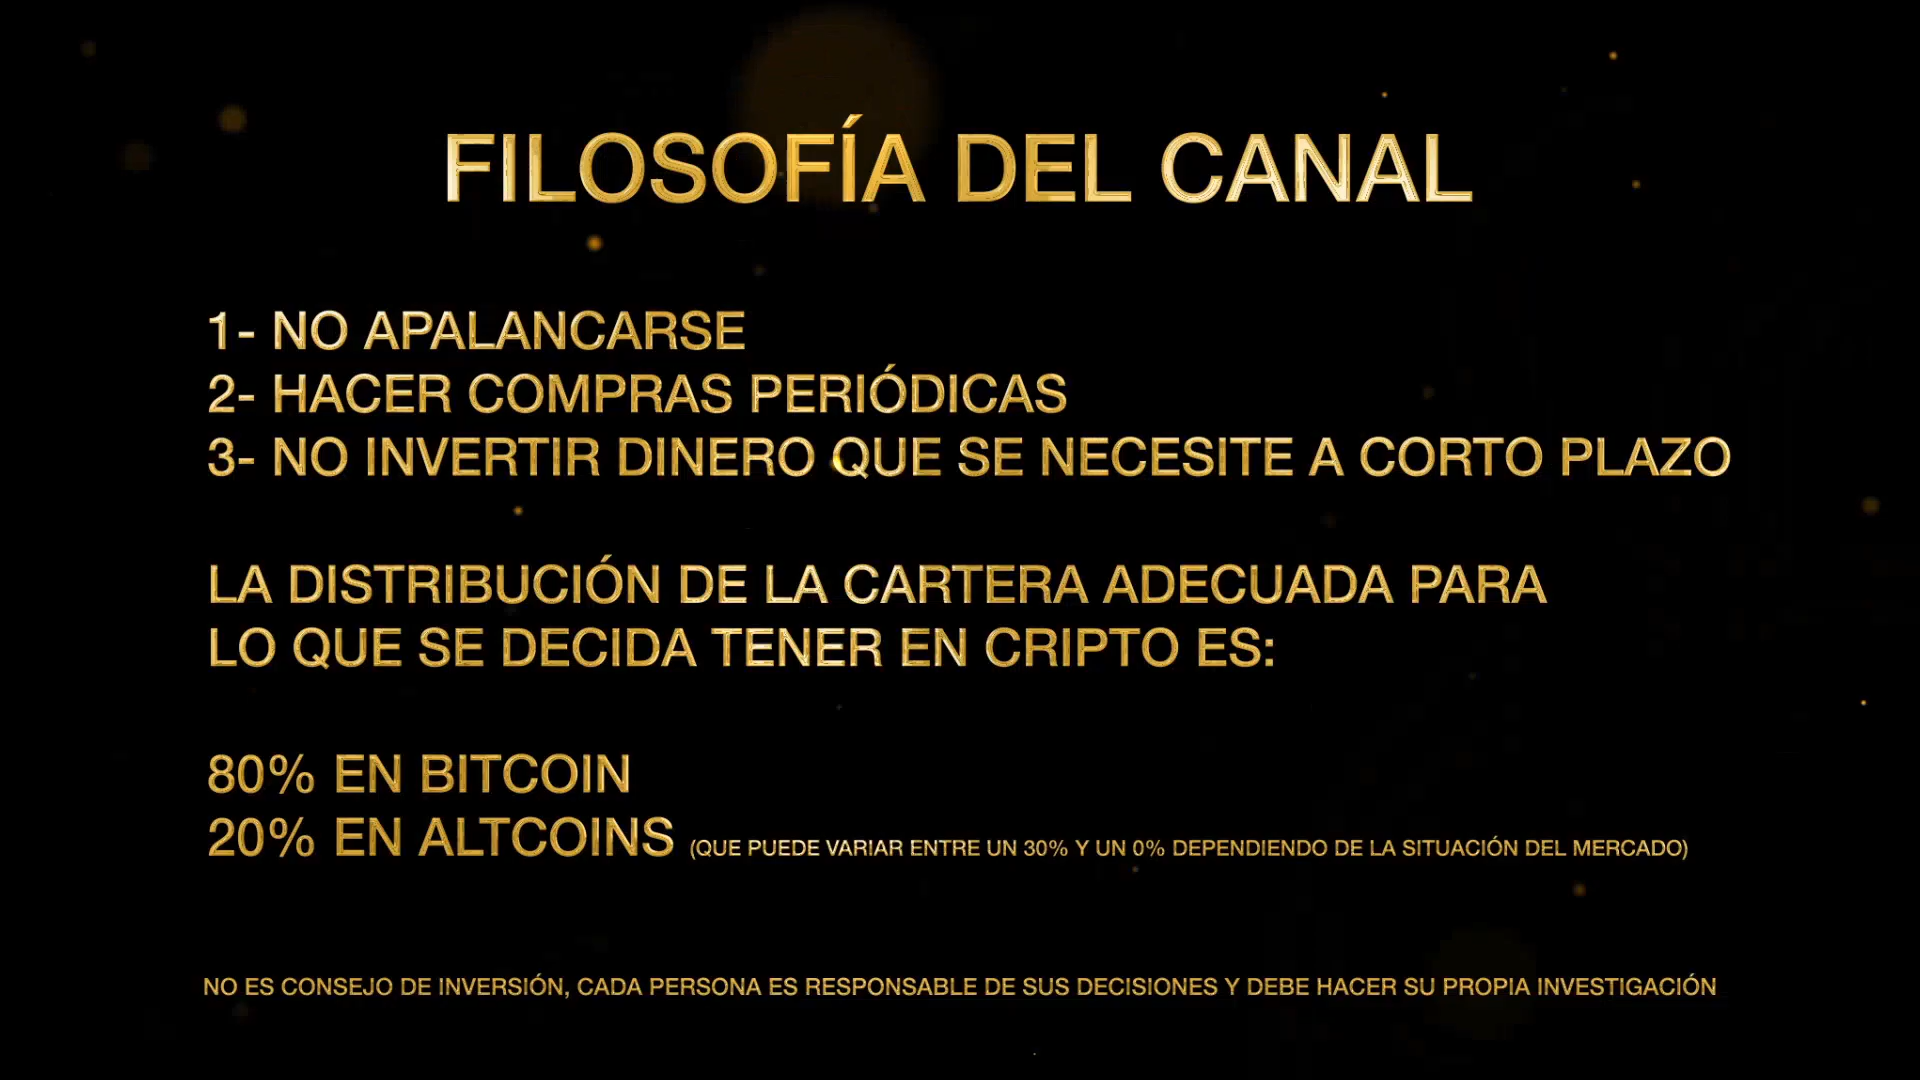 FILOSOFÍA DEL CANAL
1- NO APALANCARSE
2- HACER COMPRAS PERIÓDICAS
3- NO INVERTIR DINERO QUE SE NECESITE A CORTO PLAZO
LA DISTRIBUCIÓN DE LA CARTERA ADECUADA PARA
LO QUE SE DECIDA TENER EN CRIPTO ES:
80% EN BITCOIN
20% EN ALTCOINS (QUE PUEDE VARIAR ENTRE UN 30% Y UN 0% DEPENDIENDO DE LA SITUACIÓN DEL MERCADO)
NO ES CONSEJO DE INVERSIÓN, CADA PERSONA ES RESPONSABLE DE SUS DECISIONES Y DEBE HACER SU PROPIA INVESTIGACIÓN